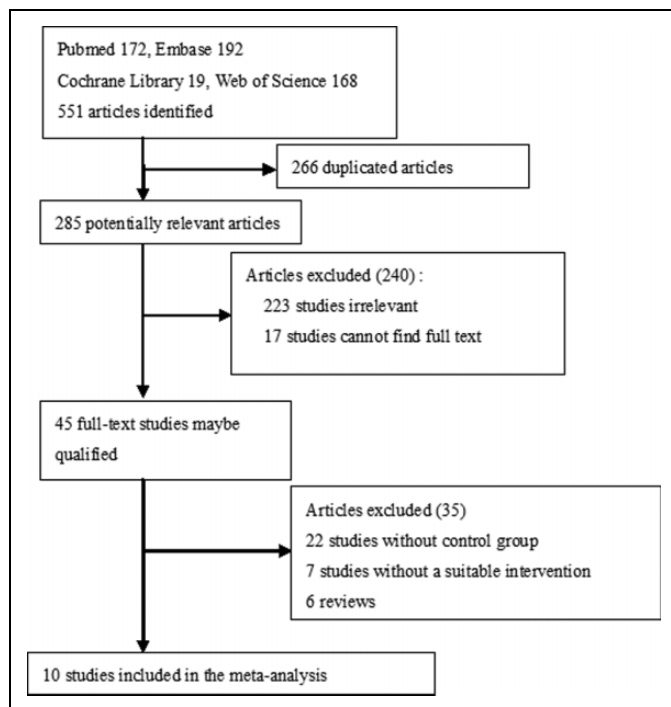 Pubmed 172, Embase 192
Cochrane Library 19, Web of Science 168
551 articles identified
266 duplicated articles
285 potentially relevant articles
Articles excluded (240) :
223 studies irrelevant
17 studies cannot find full text
45 full-text studies maybe
qualified
Articles excluded (35)
22 studies without control group
7 studies without a suitable intervention
6 reviews
10 studies included in the meta-analysis